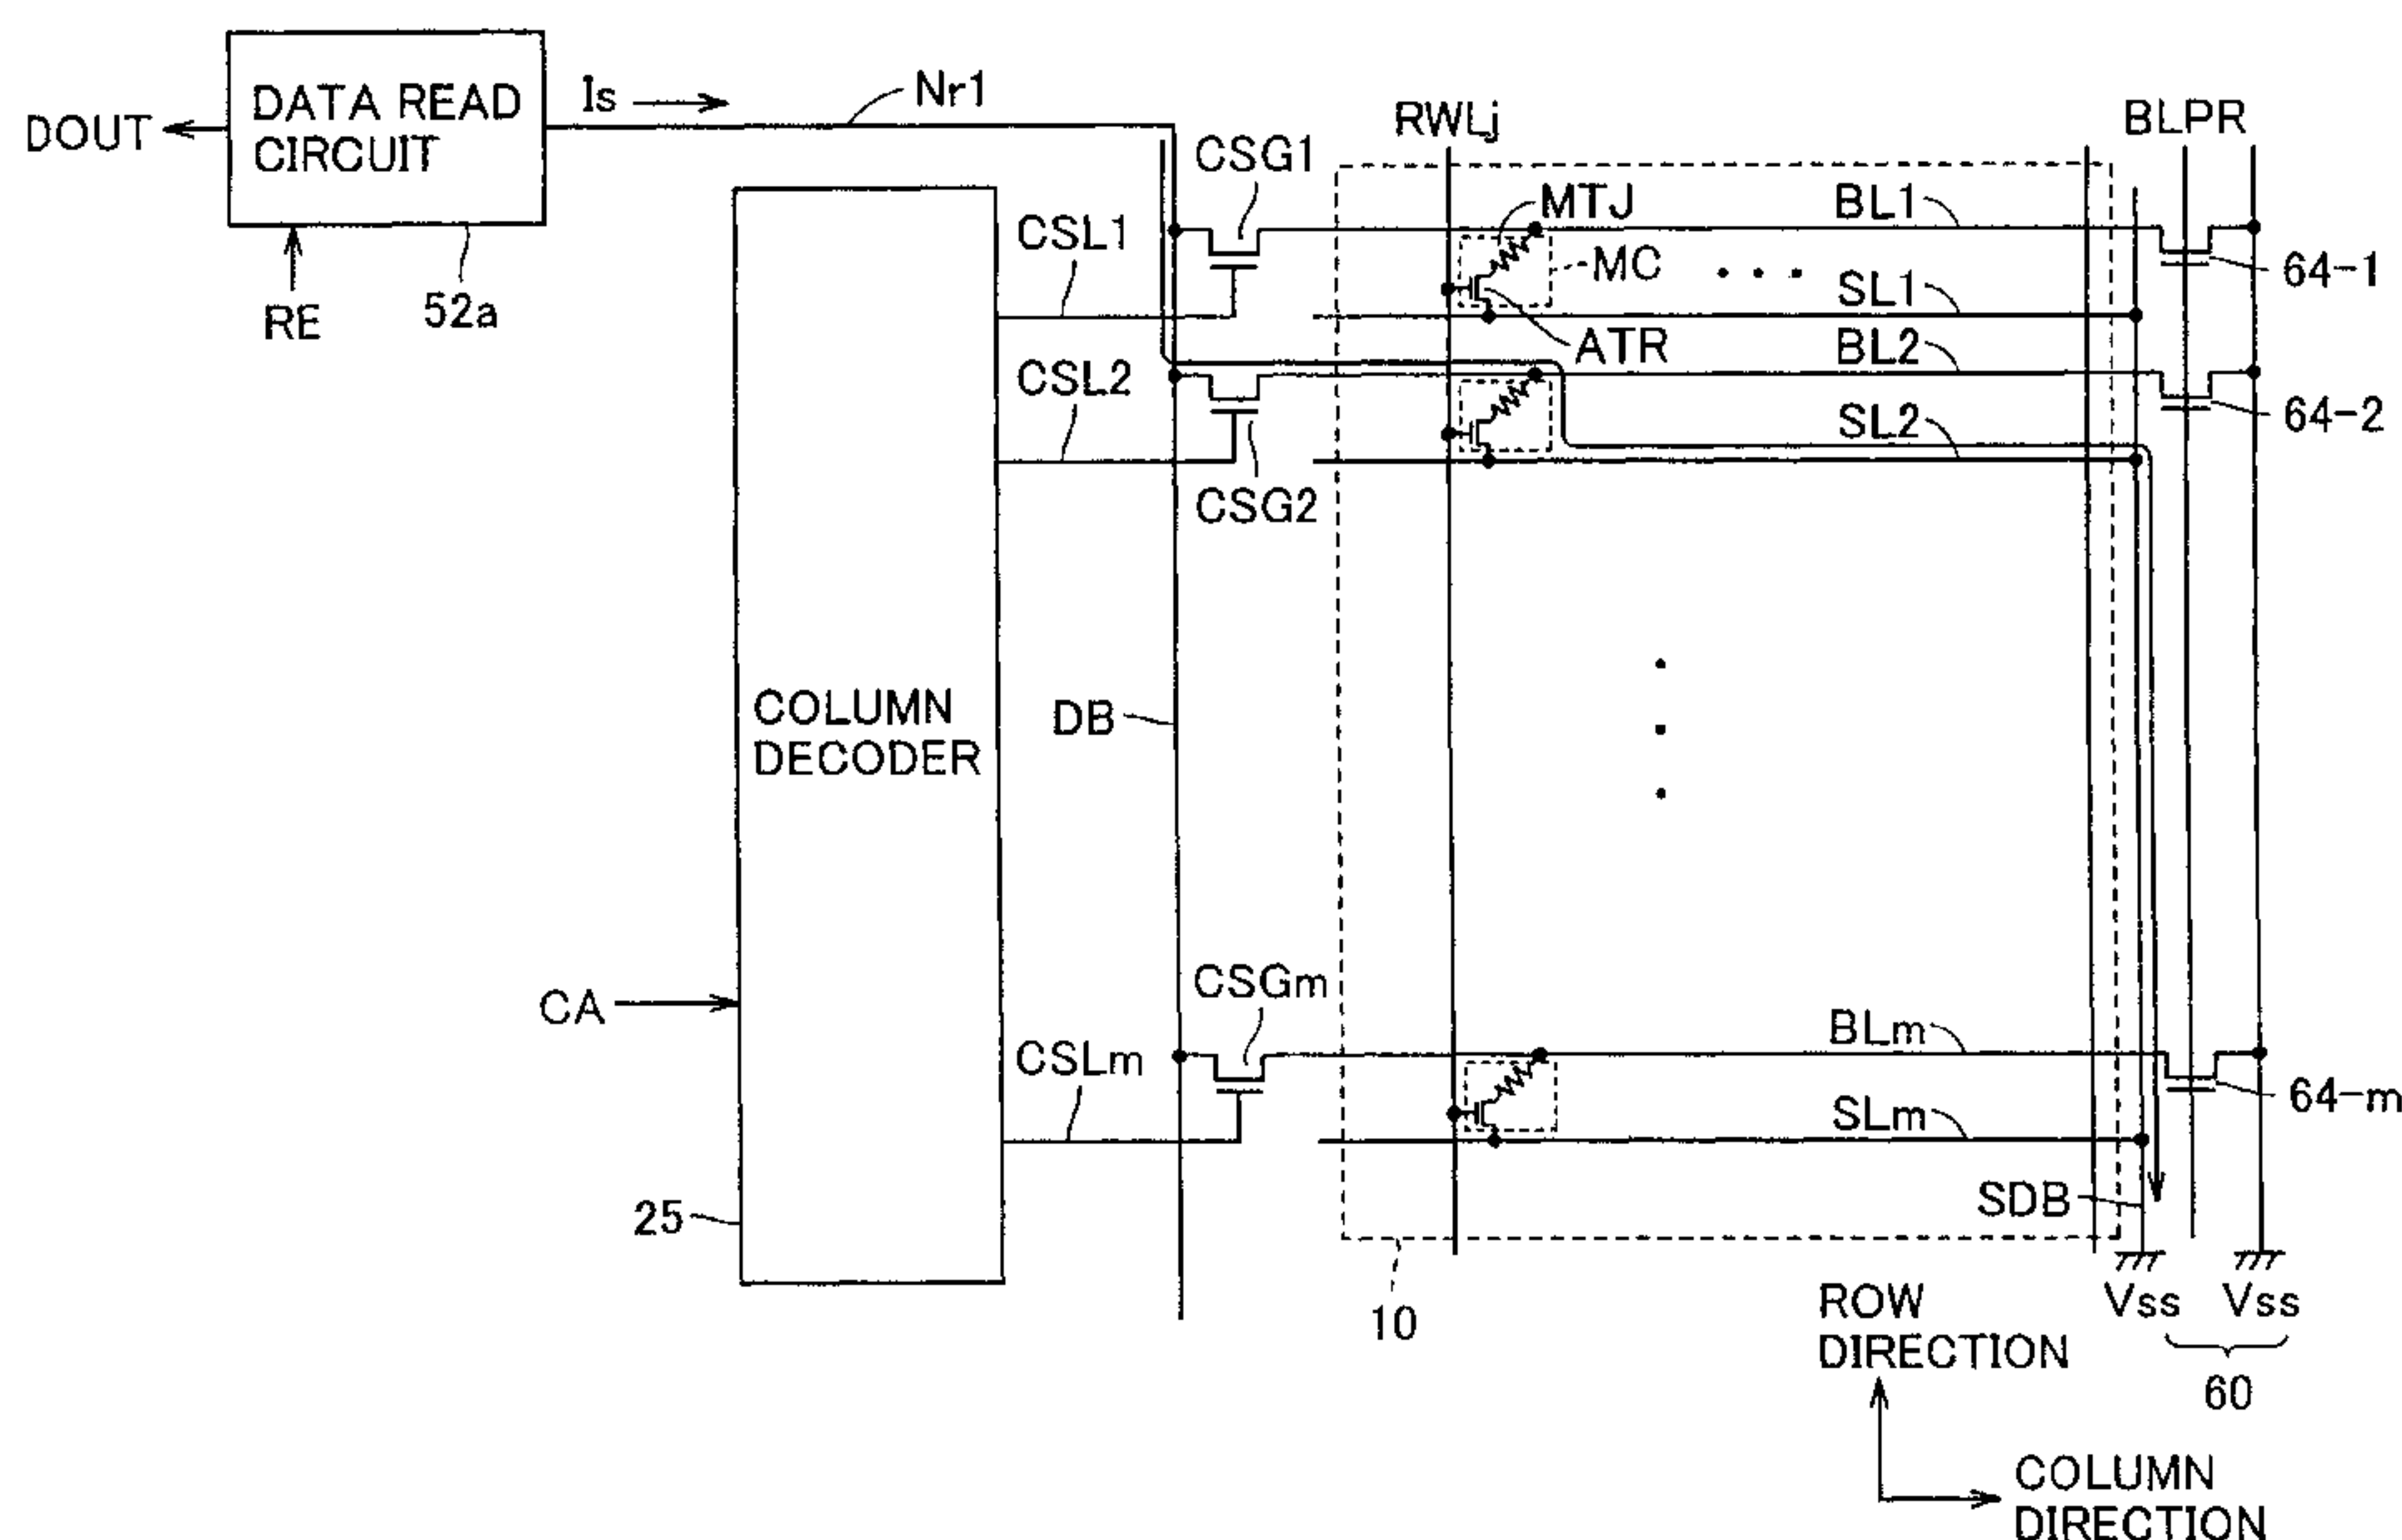 DOUT
DATA READ
CIRCUIT
Is
Nr1
RE
52a
CSG1
RWLj
BLPR
MTJ
BL1
CSL1
MC
SL1
64-1
ATR
BL2
CSL2
SL2
64-2
CSG2
COLUMN
DECODER
DB
CA
CSGm
BLm
CSLm
SLm
64-m
SDB
25
10
Vss
Vss
60
ROW
DIRECTION
COLUMN
DIRECTION